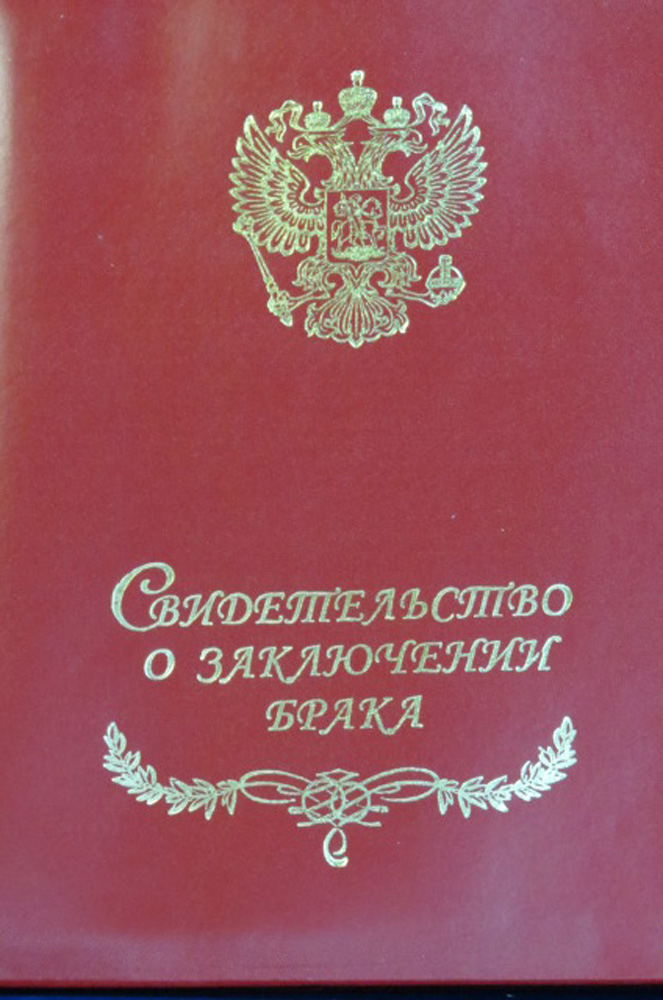 Свидетельство
о заключении
брака